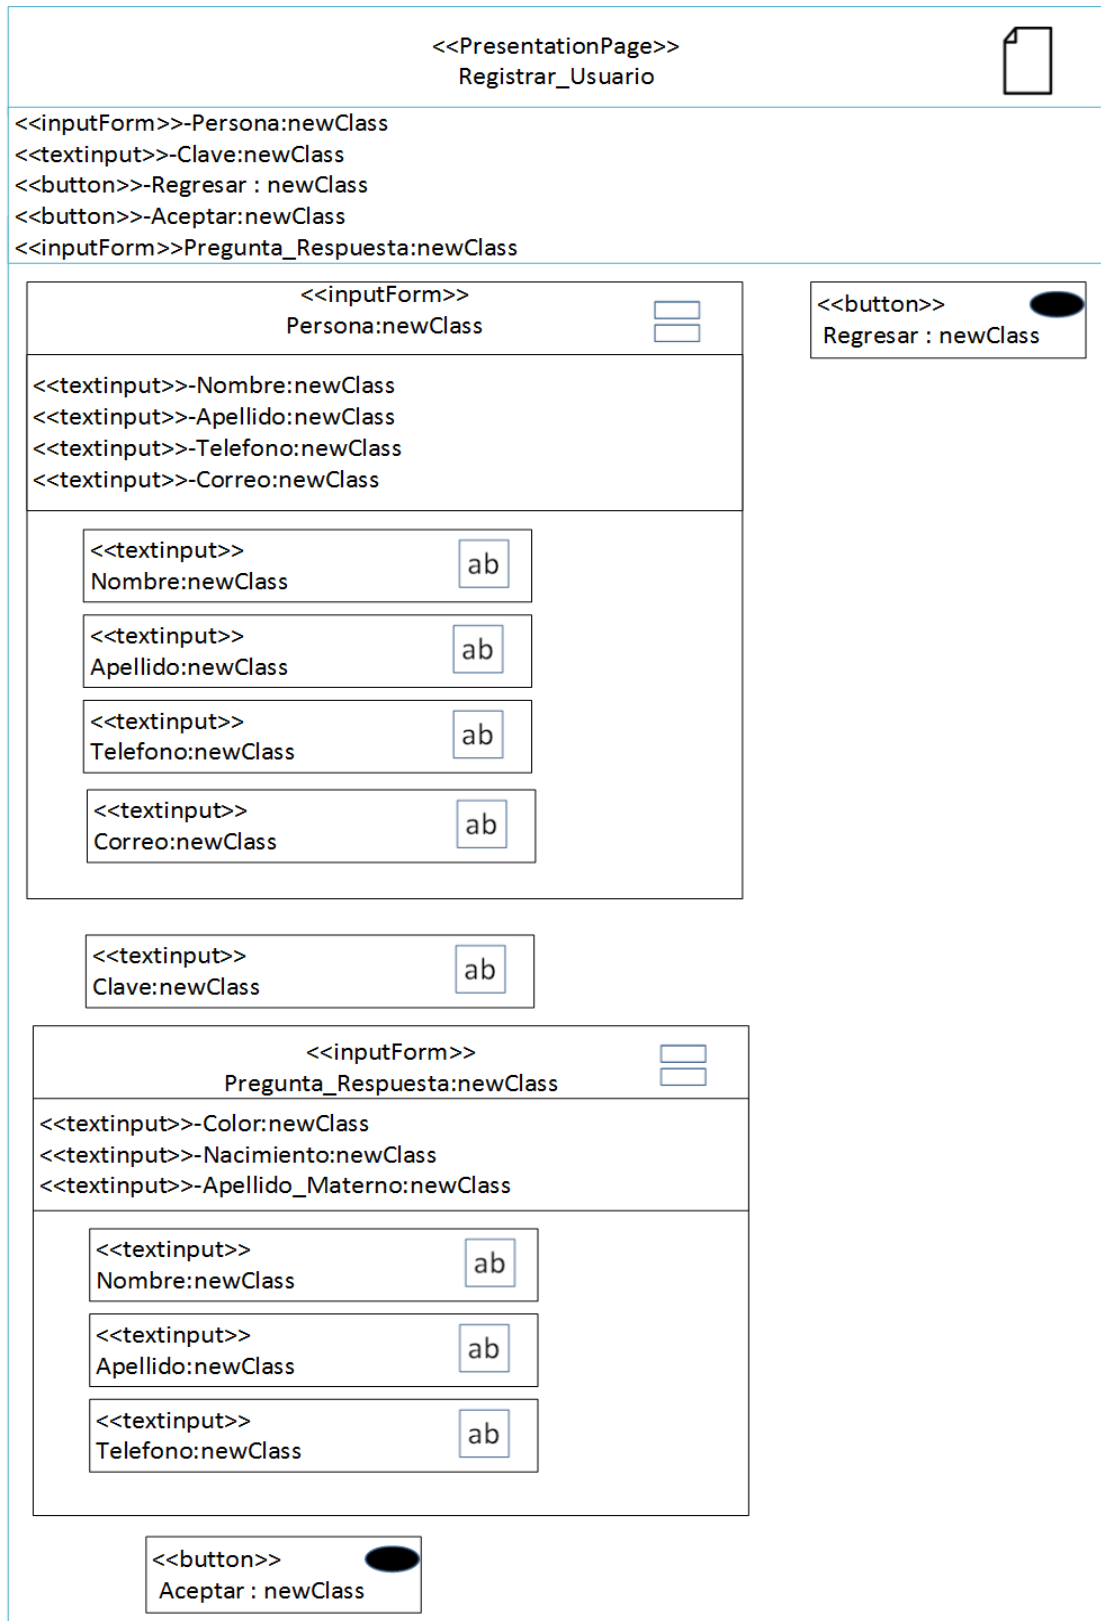 <<PresentationPage>>
Registrar_Usuario
<<inputForm>>-Persona:newClass
<<textinput>>-Clave:newClass
<<button>>-Regresar : newClass
<<button>>-Aceptar:newClass
<<inputForm>>Pregunta_Respuesta:newClass
<<inputForm>>
Persona:newClass
<<button>>
Regresar : newClass
<<textinput>>-Nombre:newClass
<<textinput>>-Apellido:newClass
<<textinput>>-Telefono:newClass
<<textinput>>-Correo:newClass
<<textinput>>
Nombre:newClass
ab
<<textinput>>
Apellido:newClass
ab
<<textinput>>
Telefono:newClass
ab
<<textinput>>
Correo:newClass
ab
<<textinput>>
Clave:newClass
ab
<<inputForm>>
Pregunta_Respuesta:newClass
<<textinput>>-Color:newClass
<<textinput>>-Nacimiento:newClass
<<textinput>>-Apellido_Materno:newClass
<<textinput>>
Nombre:newClass
ab
<<textinput>>
Apellido:newClass
ab
<<textinput>>
Telefono:newClass
ab
<<button>>
Aceptar : newClass